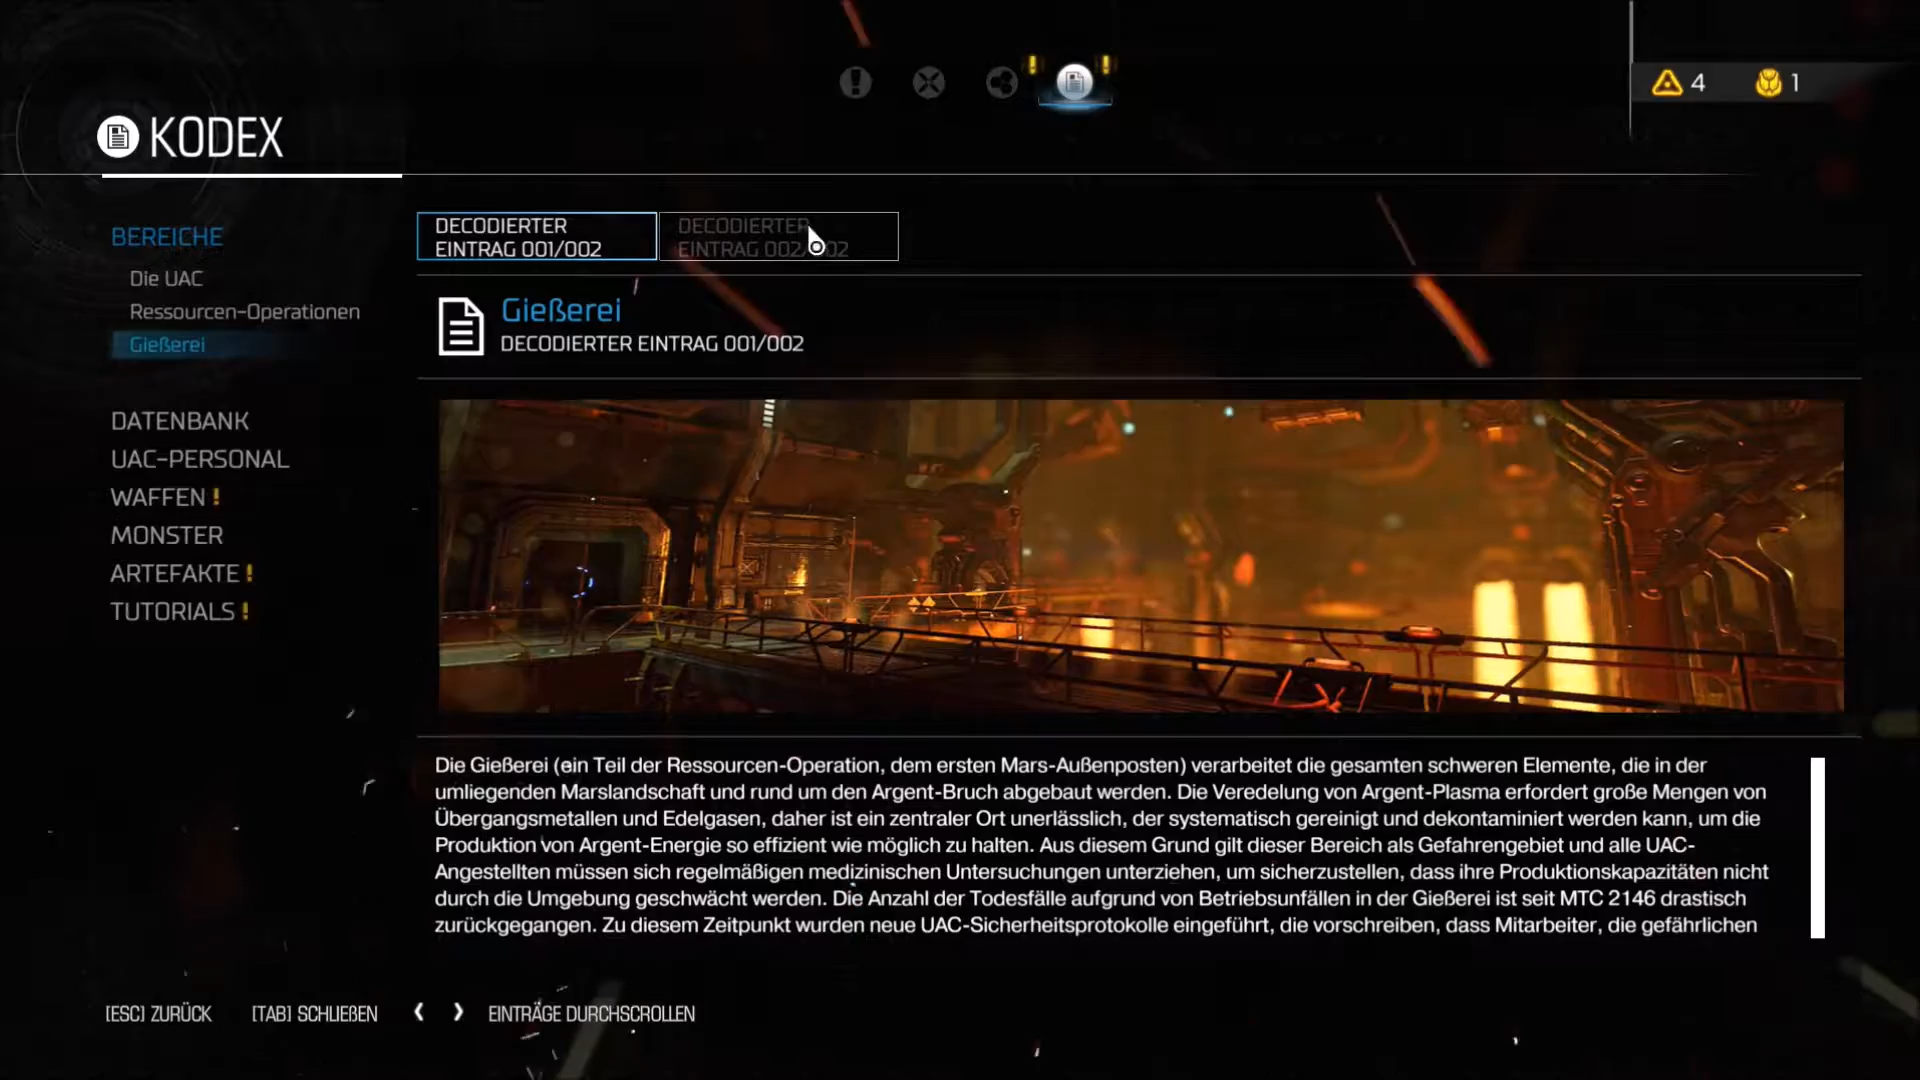 4 1
KODEX
BEREICHE
Die UAC
Ressourcen-Operationen
Gießerei
DATENBANK
UAC-PERSONAL
WAFFEN !
MONSTER
ARTEFAKTE !
TUTORIALS !
DECODIERTER
EINTRAG 001/002
DECODIERTER
EINTRAG 002/002
Gießerei
DECODIERTER EINTRAG 001/002
Die Gießerei (ein Teil der Ressourcen-Operation, dem ersten Mars-Außenposten) verarbeitet die gesamten schweren Elemente, die in der
umliegenden Marslandschaft und rund um den Argent-Bruch abgebaut werden. Die Veredelung von Argent-Plasma erfordert große Mengen von
Übergangsmetallen und Edelgasen, daher ist ein zentraler Ort unerlässlich, der systematisch gereinigt und dekontaminiert werden kann, um die
Produktion von Argent-Energie so effizient wie möglich zu halten. Aus diesem Grund gilt dieser Bereich als Gefahrengebiet und alle UAC-
Angestellten müssen sich regelmäßigen medizinischen Untersuchungen unterziehen, um sicherzustellen, dass ihre Produktionskapazitäten nicht
durch die Umgebung geschwächt werden. Die Anzahl der Todesfälle aufgrund von Betriebsunfällen in der Gießerei ist seit MTC 2146 drastisch
zurückgegangen. Zu diesem Zeitpunkt wurden neue UAC-Sicherheitsprotokolle eingeführt, die vorschreiben, dass Mitarbeiter, die gefährlichen
[ESC] ZURÜCK [TAB] SCHLIEßEN ‹ › EINTRÄGE DURCHSCROLLEN